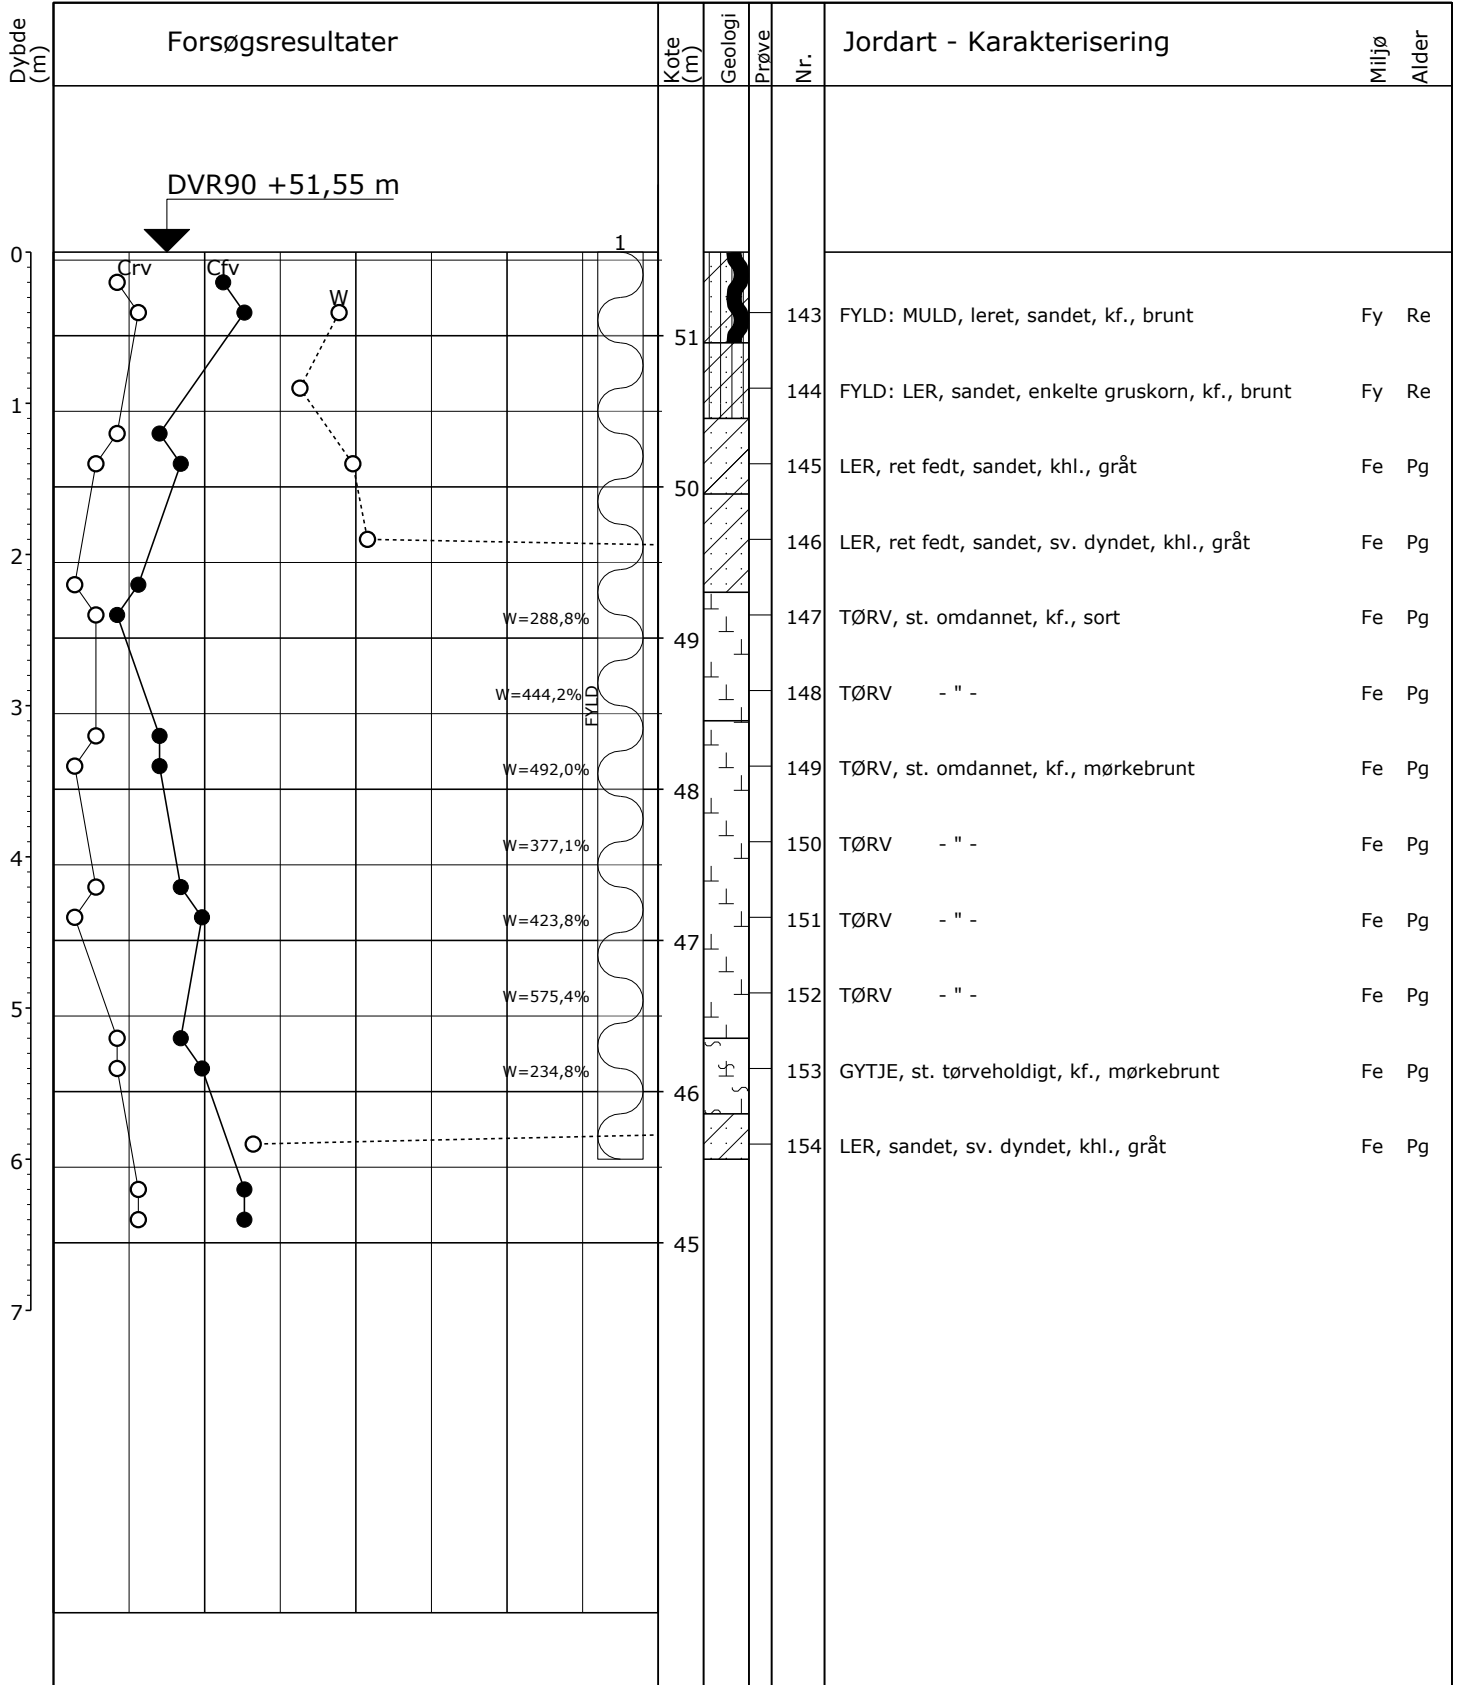 Dybde (m)
Forsøgsresultater
Kote (m)
Geologi
Prøve
Nr.
Jordart - Karakterisering
Miljø
Alder
DVR90 +51,55 m
1
0
Crv
Cfv
W
143 FYLD: MULD, leret, sandet, kf., brunt Fy Re
51
144 FYLD: LER, sandet, enkelte gruskorn, kf., brunt Fy Re
1
145 LER, ret fedt, sandet, khl., gråt Fe Pg
50
146 LER, ret fedt, sandet, sv. dyndet, khl., gråt Fe Pg
2
W=288,8% 147 TØRV, st. omdannet, kf., sort Fe Pg
49
W=444,2% 148 TØRV - " - Fe Pg
FYLD
3
W=492,0% 149 TØRV, st. omdannet, kf., mørkebrunt Fe Pg
48
W=377,1% 150 TØRV - " - Fe Pg
4
W=423,8% 151 TØRV - " - Fe Pg
47
W=575,4% 152 TØRV - " - Fe Pg
5
W=234,8% 153 GYTJE, st. tørveholdigt, kf., mørkebrunt Fe Pg
46
154 LER, sandet, sv. dyndet, khl., gråt Fe Pg
6
45
7